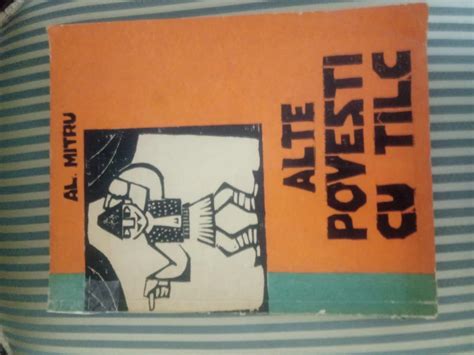 AL. MITRU
ALTE
POVESTI
CU TILC